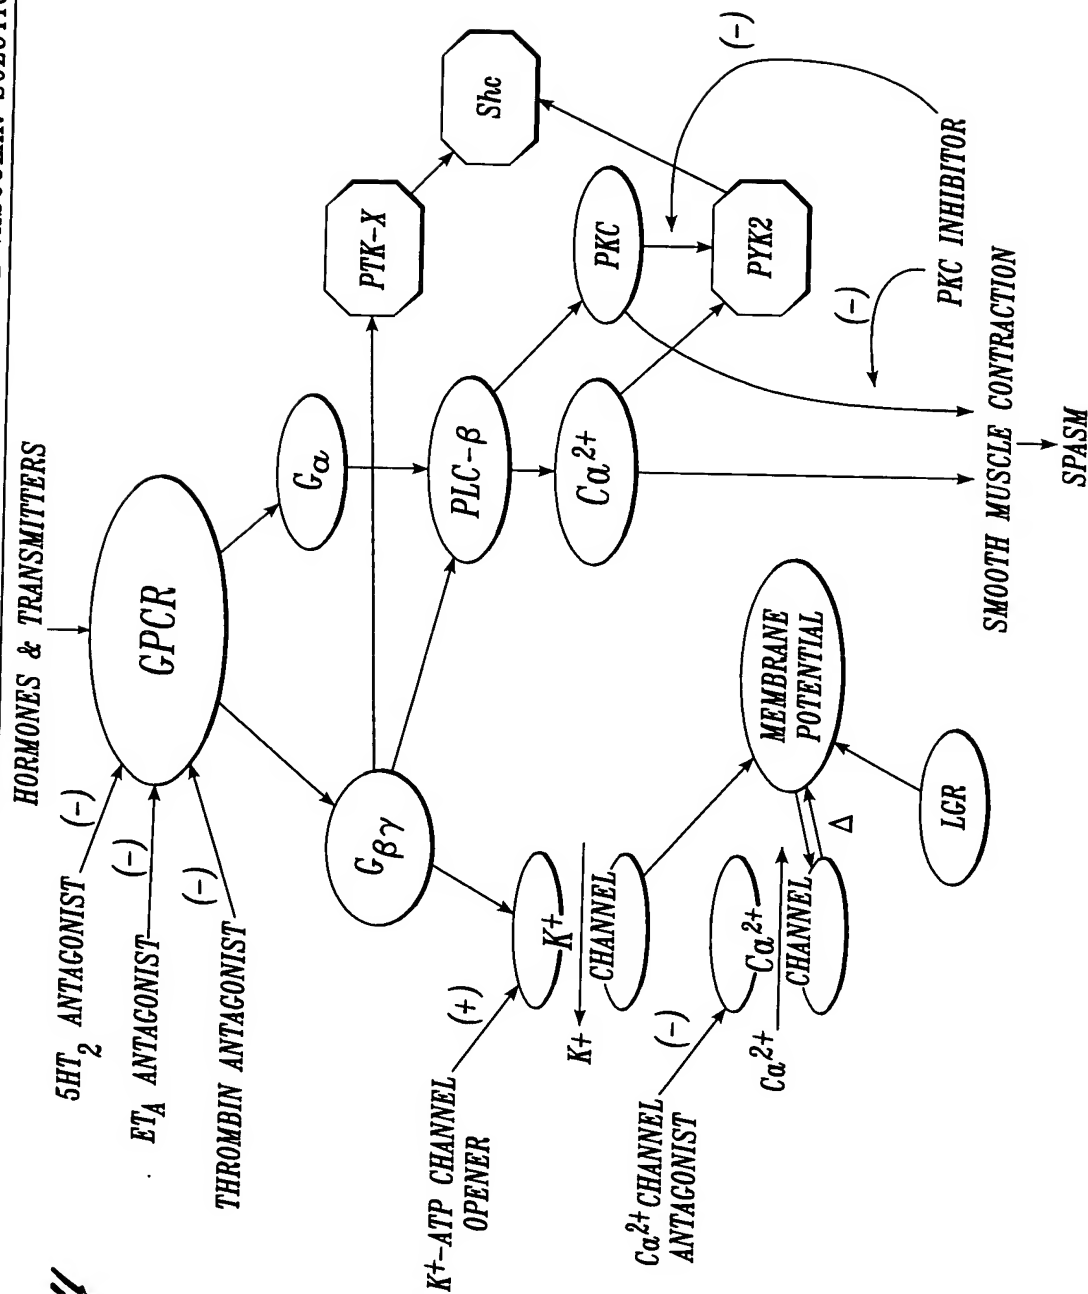 HORMONES & TRANSMITTERS
5HT2 ANTAGONIST
(-)
ETA ANTAGONIST
(-)
THROMBIN ANTAGONIST
(-)
GPCR
Gα
Gβγ
PTK-X
Shc
PLC-β
PKC
Ca2+
PYK2
(-)
(-)
PKC INHIBITOR
K+-ATP CHANNEL
OPENER
(+)
K+
CHANNEL
K+
Ca2+ CHANNEL
ANTAGONIST
(-)
Ca2+
CHANNEL
Ca2+
Δ
MEMBRANE
POTENTIAL
LGR
SMOOTH MUSCLE CONTRACTION
SPASM